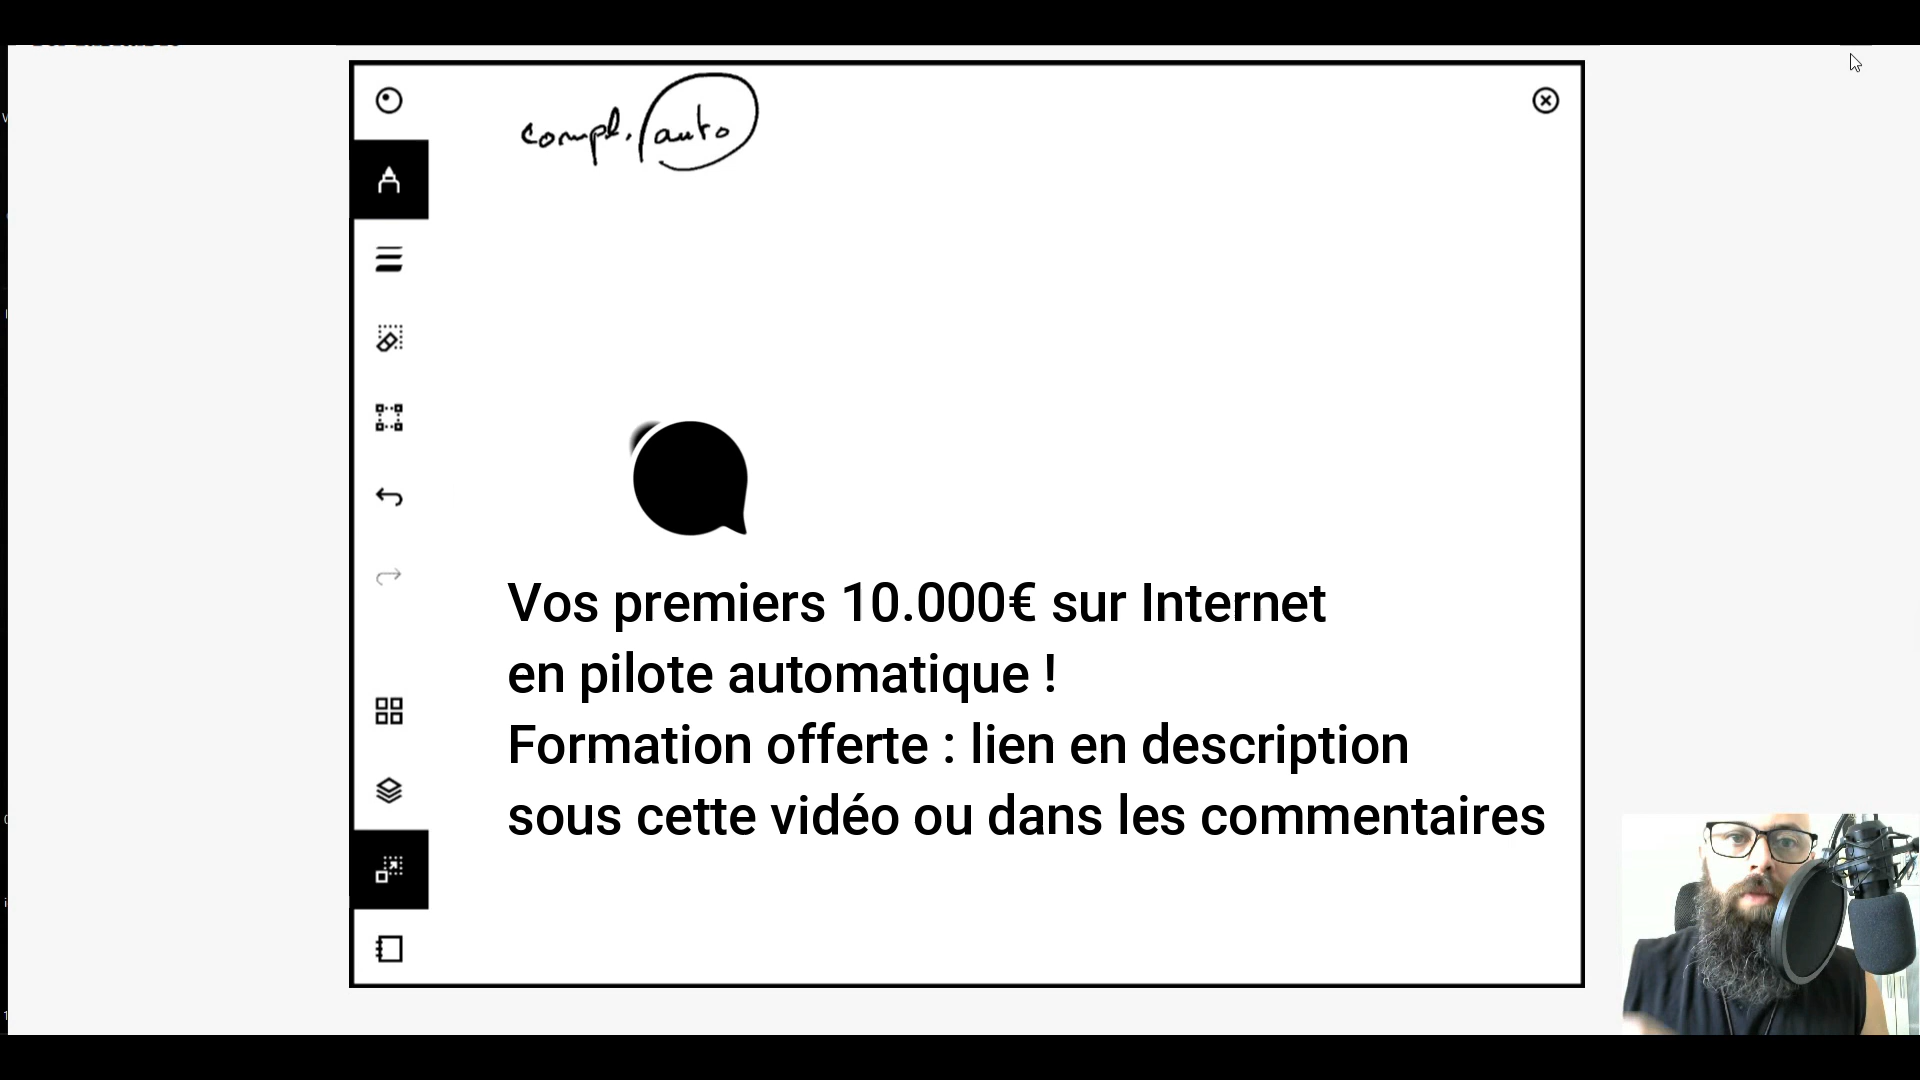 compl. auto
Vos premiers 10.000€ sur Internet
en pilote automatique !
Formation offerte : lien en description
sous cette vidéo ou dans les commentaires